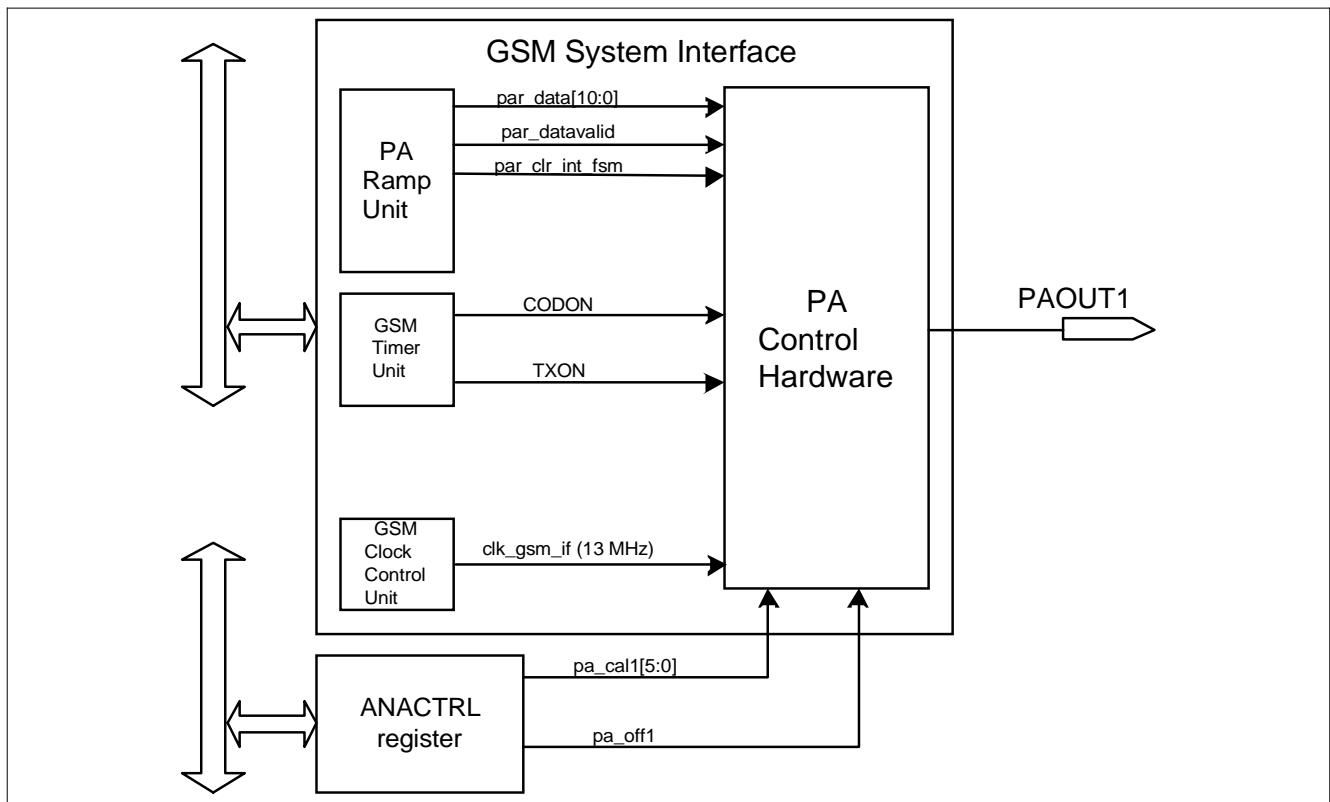 GSM System Interface
par_data[10:0]
par_datavalid
par_clr_int_fsm
PA
Ramp
Unit
CODON
TXON
GSM
Timer
Unit
PA
Control
Hardware
PAOUT1
GSM
Clock
Control
Unit
clk_gsm_if (13 MHz)
pa_cal1[5:0]
ANACTRL
register
pa_off1